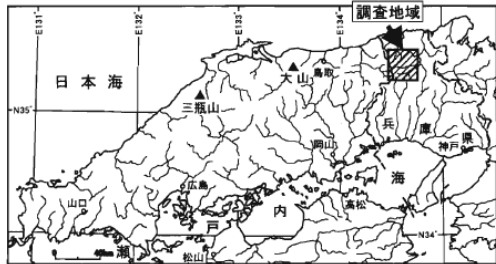 調査地域
E131° E132° E133° E134°
日本海
大山
鳥取
三瓶山
N35°
兵庫県
岡山
神戸
広島
山口
高松
瀬戸内海
N34°
松山